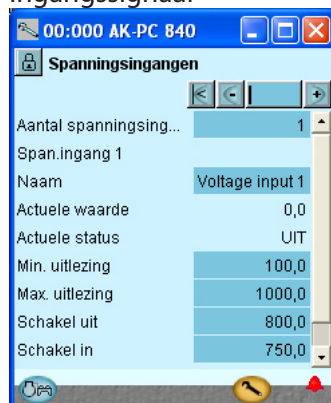 ingangssignaal
00:000 AK-PC 840
Spanningsingangen
Aantal spanningsing... 1
Span.ingang 1
Naam Voltage input 1
Actuele waarde 0,0
Actuele status UIT
Min. uitlezing 100,0
Max. uitlezing 1000,0
Schakel uit 800,0
Schakel in 750,0